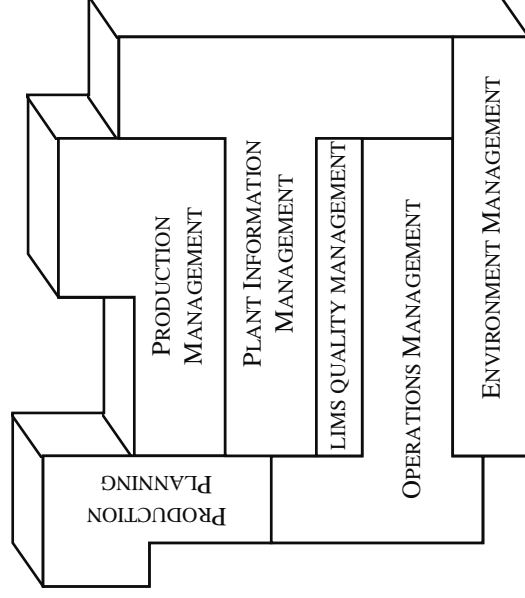 PRODUCTION
PLANNING
PRODUCTION
MANAGEMENT
PLANT INFORMATION
MANAGEMENT
LIMS QUALITY MANAGEMENT
OPERATIONS MANAGEMENT
ENVIRONMENT MANAGEMENT